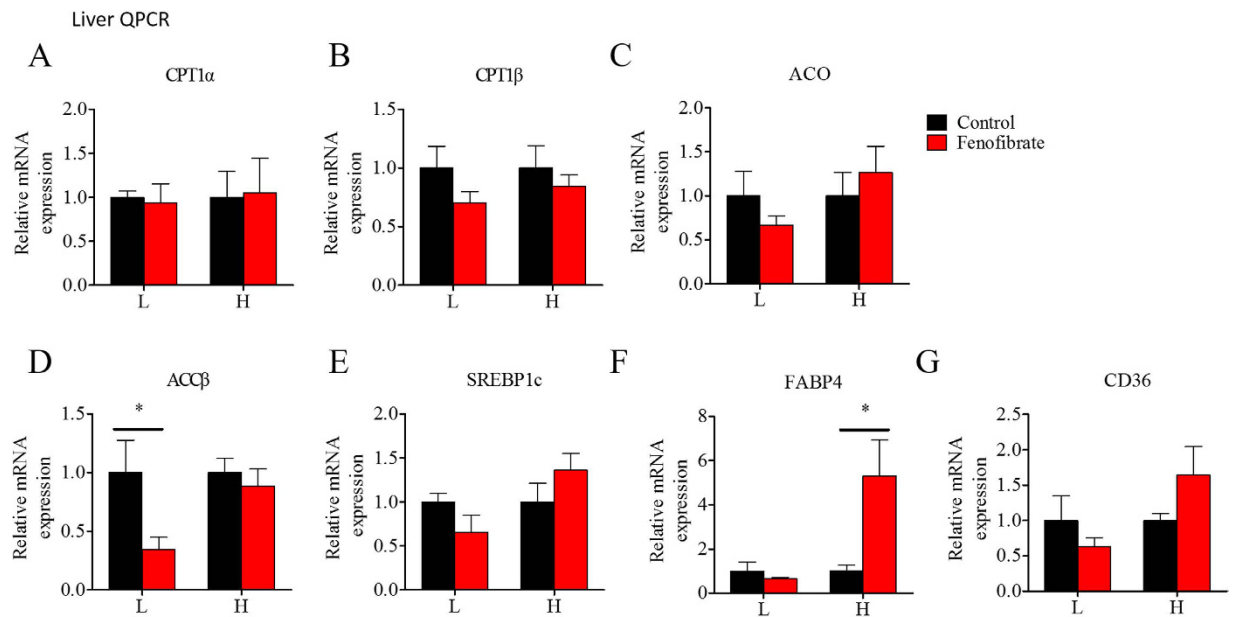 Liver QPCR
A
CPT1α
Relative mRNA
expression
2.0
1.5
1.0
0.5
0.0
L
H
B
CPT1β
Relative mRNA
expression
1.5
1.0
0.5
0.0
L
H
C
ACO
Relative mRNA
expression
2.0
1.5
1.0
0.5
0.0
L
H
Control
Fenofibrate
D
ACCβ
Relative mRNA
expression
1.5
1.0
0.5
0.0
*
L
H
E
SREBP1c
Relative mRNA
expression
2.0
1.5
1.0
0.5
0.0
L
H
F
FABP4
Relative mRNA
expression
8
6
4
2
0
*
L
H
G
CD36
Relative mRNA
expression
2.5
2.0
1.5
1.0
0.5
0.0
L
H